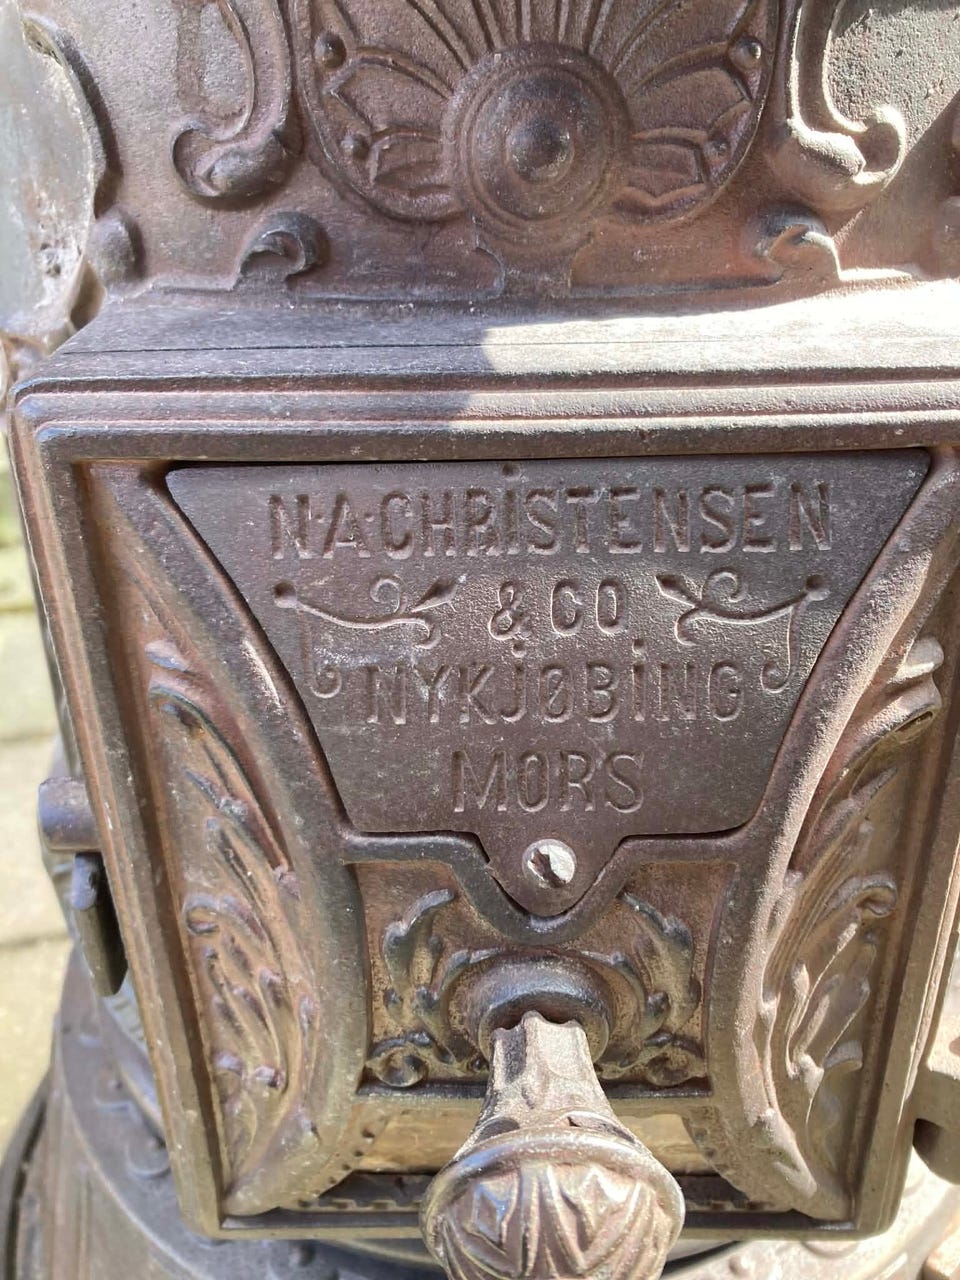 N·A·CHRiSTENSEN
& CO
NYKJØBiNG
MORS